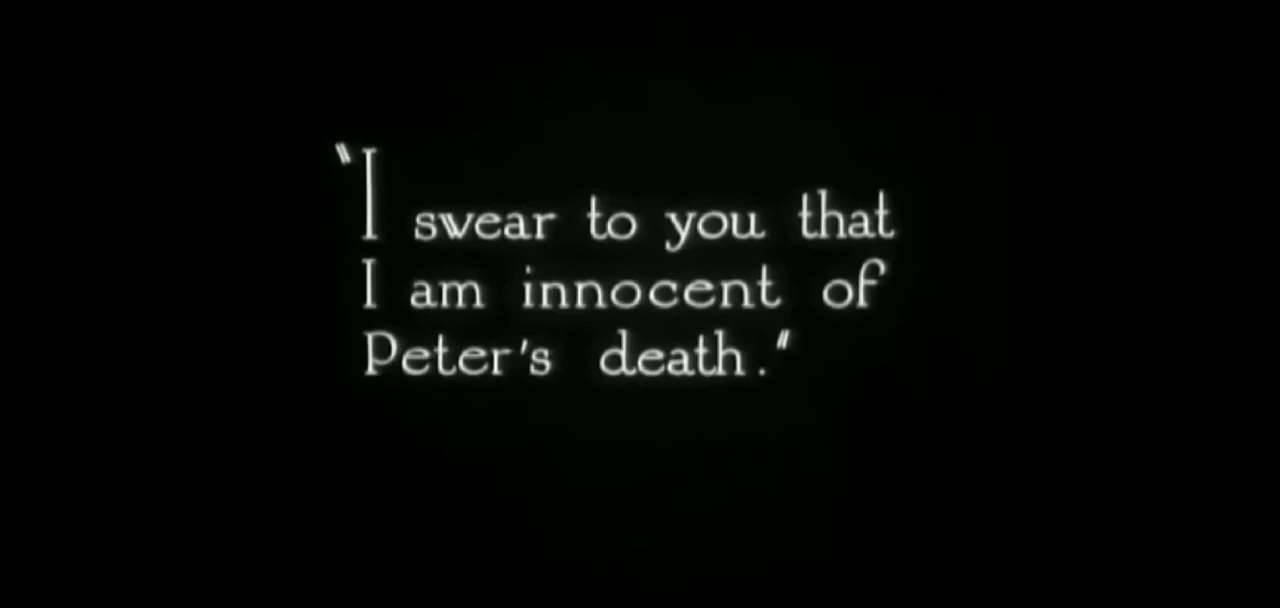 "I swear to you that
I am innocent of
Peter's death."